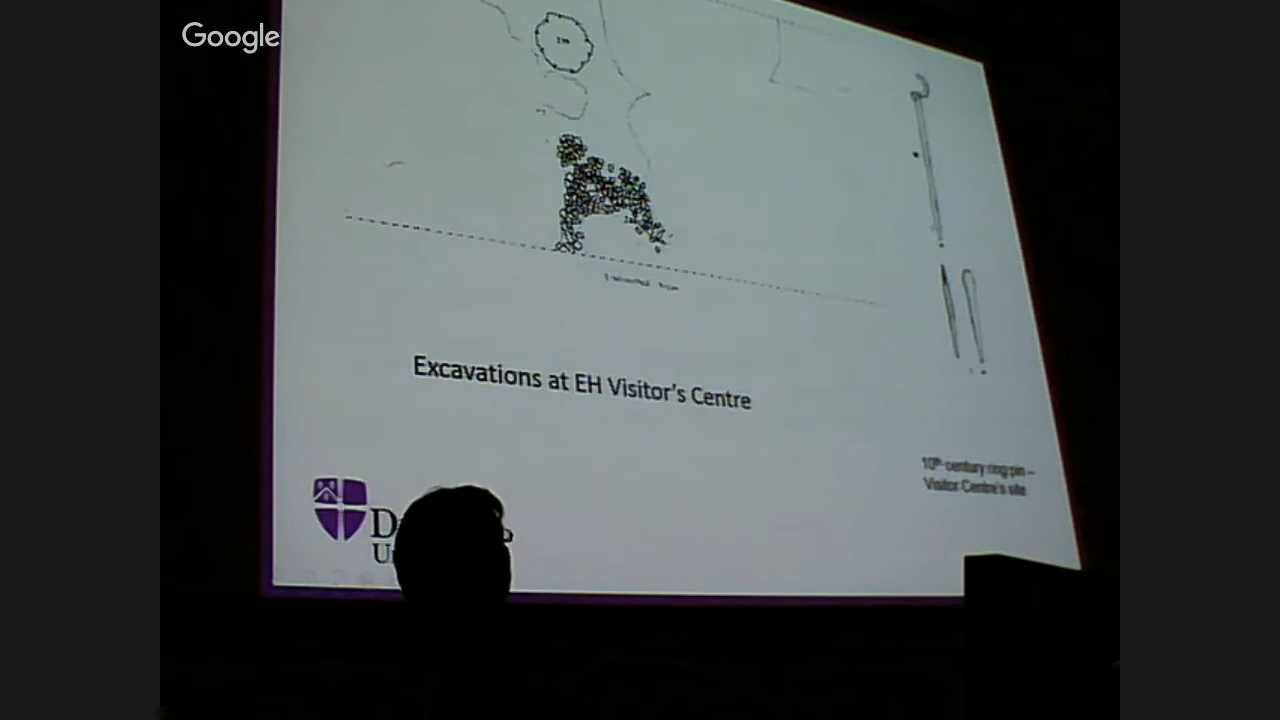 Google
Excavations at EH Visitor's Centre
10th century ring pin –
Visitor Centre's site
D
U